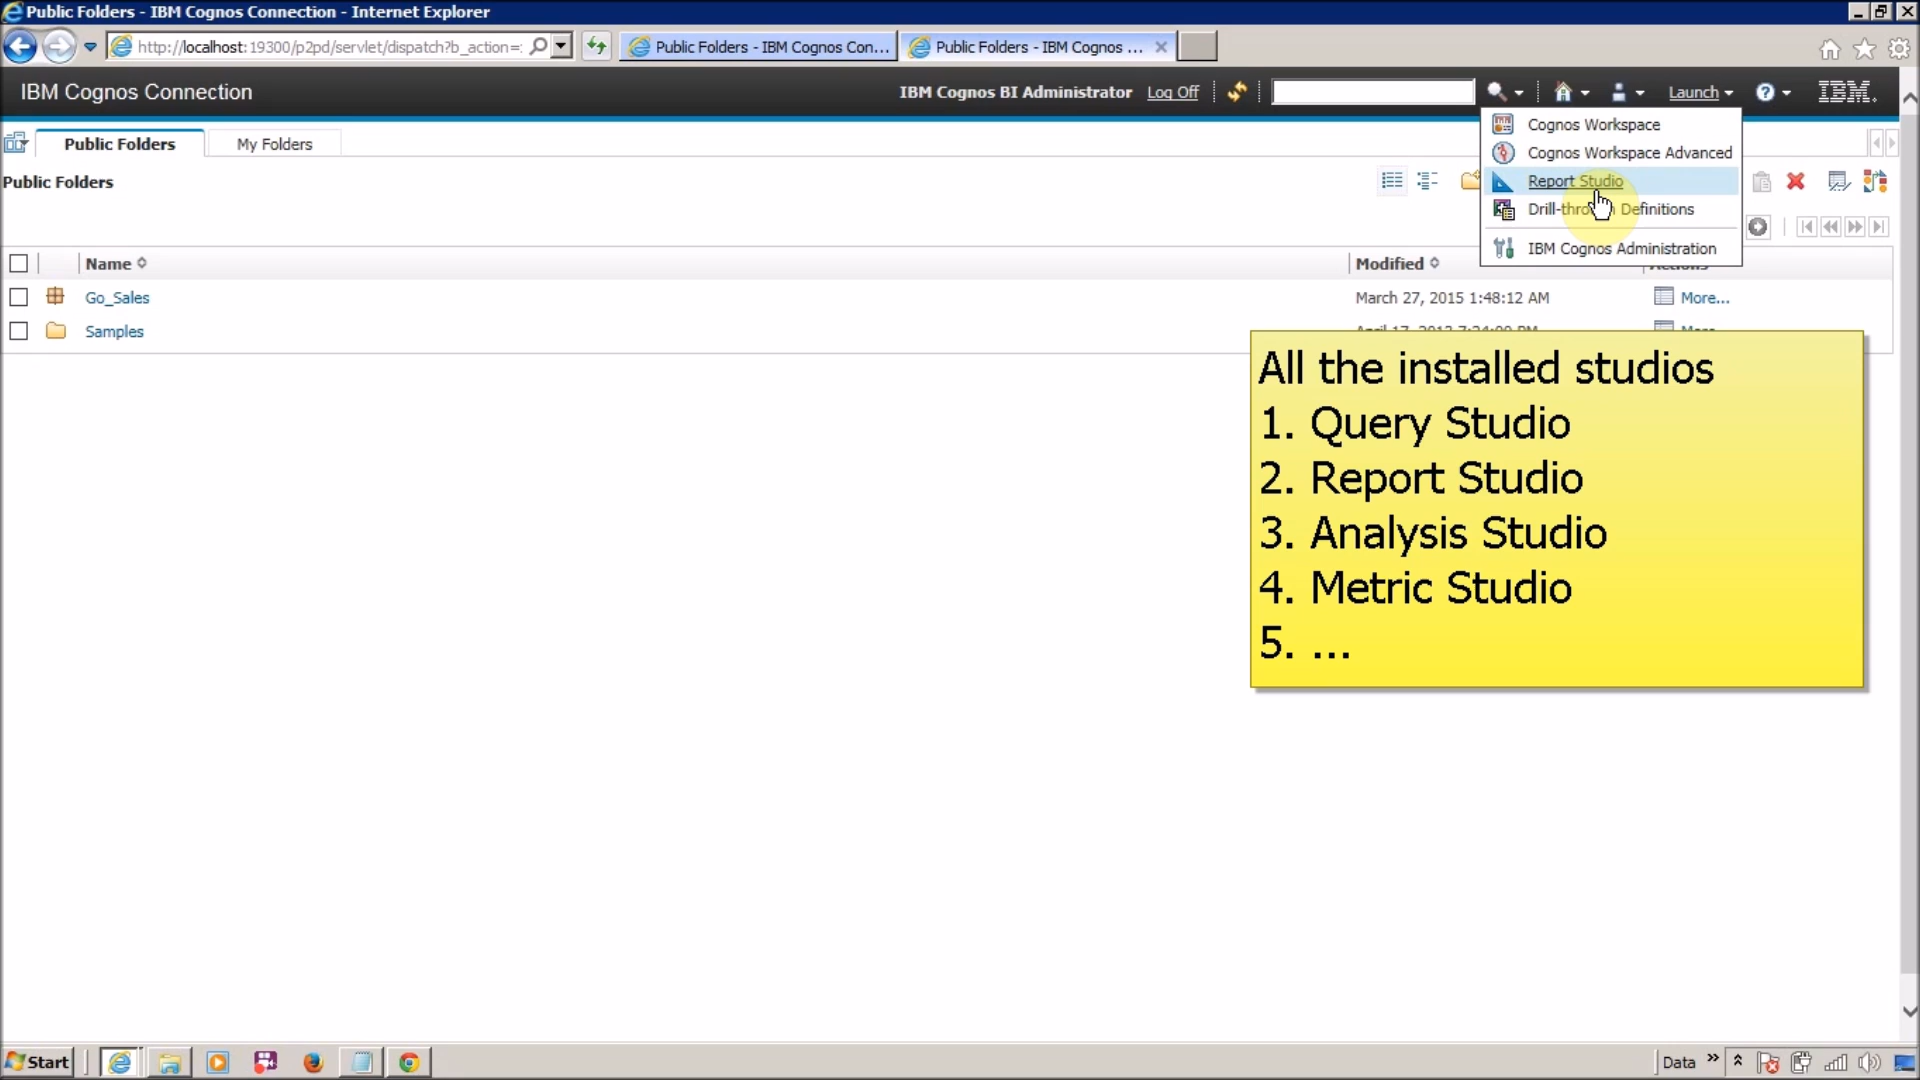 Public Folders - IBM Cognos Connection - Internet Explorer
http://localhost:19300/p2pd/servlet/dispatch?b_action=:
Public Folders - IBM Cognos Con...
Public Folders - IBM Cognos ...
IBM Cognos Connection
IBM Cognos BI Administrator
Log Off
Launch
IBM.
Public Folders
My Folders
Cognos Workspace
Cognos Workspace Advanced
Report Studio
Drill-through Definitions
IBM Cognos Administration
Public Folders
Name
Modified
Actions
Go_Sales
March 27, 2015 1:48:12 AM
More...
Samples
All the installed studios
1. Query Studio
2. Report Studio
3. Analysis Studio
4. Metric Studio
5. ...
Start
Data